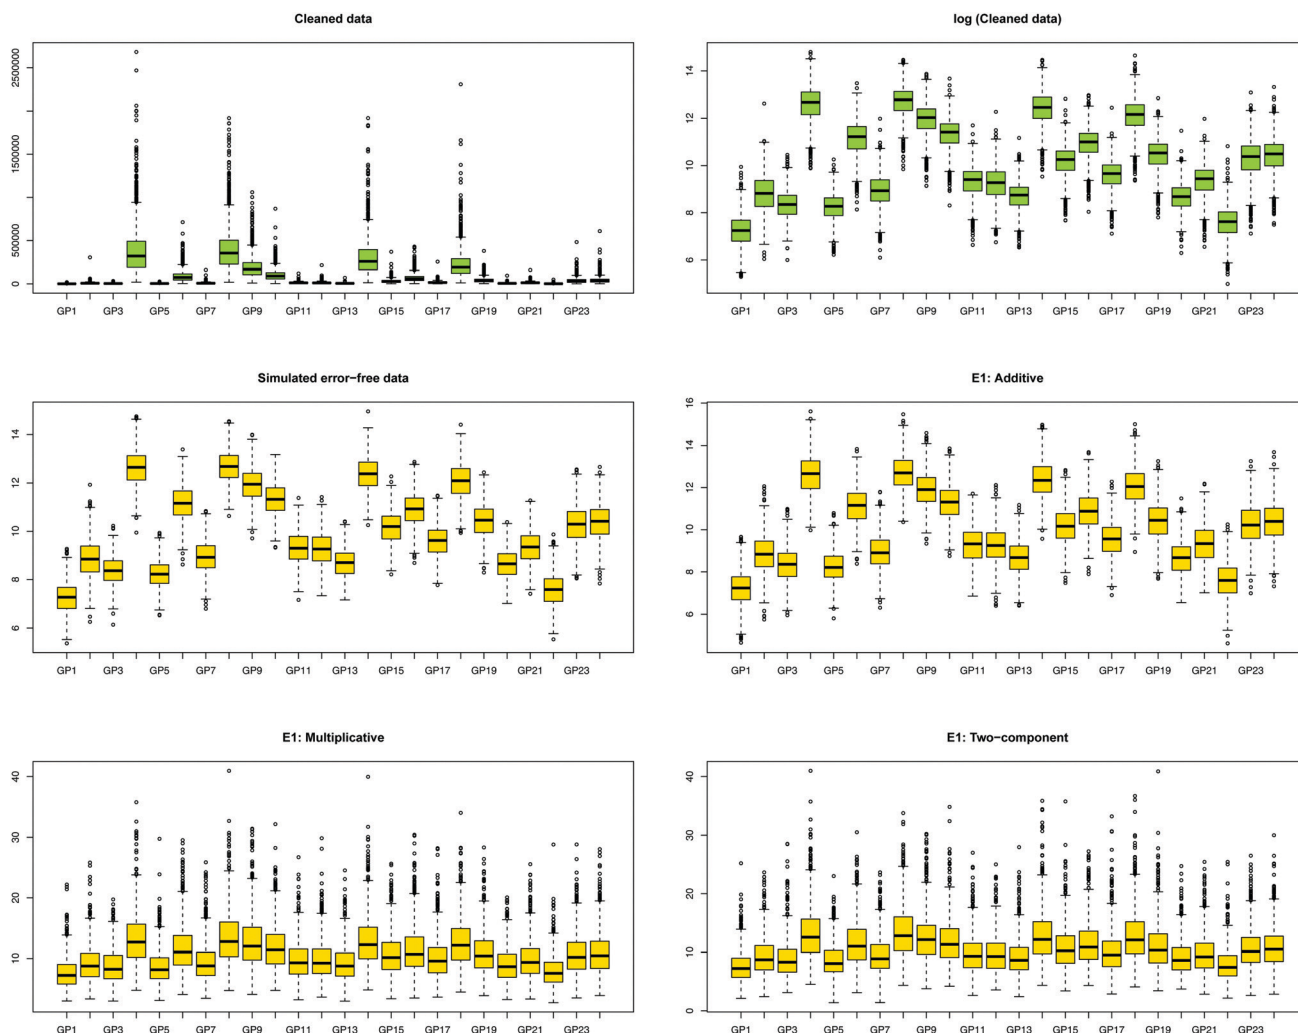 Cleaned data
2500000
1500000
500000
0
GP1 GP3 GP5 GP7 GP9 GP11 GP13 GP15 GP17 GP19 GP21 GP23
log (Cleaned data)
14
12
10
8
6
GP1 GP3 GP5 GP7 GP9 GP11 GP13 GP15 GP17 GP19 GP21 GP23
Simulated error−free data
14
12
10
8
6
GP1 GP3 GP5 GP7 GP9 GP11 GP13 GP15 GP17 GP19 GP21 GP23
E1: Additive
16
14
12
10
8
6
GP1 GP3 GP5 GP7 GP9 GP11 GP13 GP15 GP17 GP19 GP21 GP23
E1: Multiplicative
40
30
20
10
GP1 GP3 GP5 GP7 GP9 GP11 GP13 GP15 GP17 GP19 GP21 GP23
E1: Two−component
40
30
20
10
0
GP1 GP3 GP5 GP7 GP9 GP11 GP13 GP15 GP17 GP19 GP21 GP23